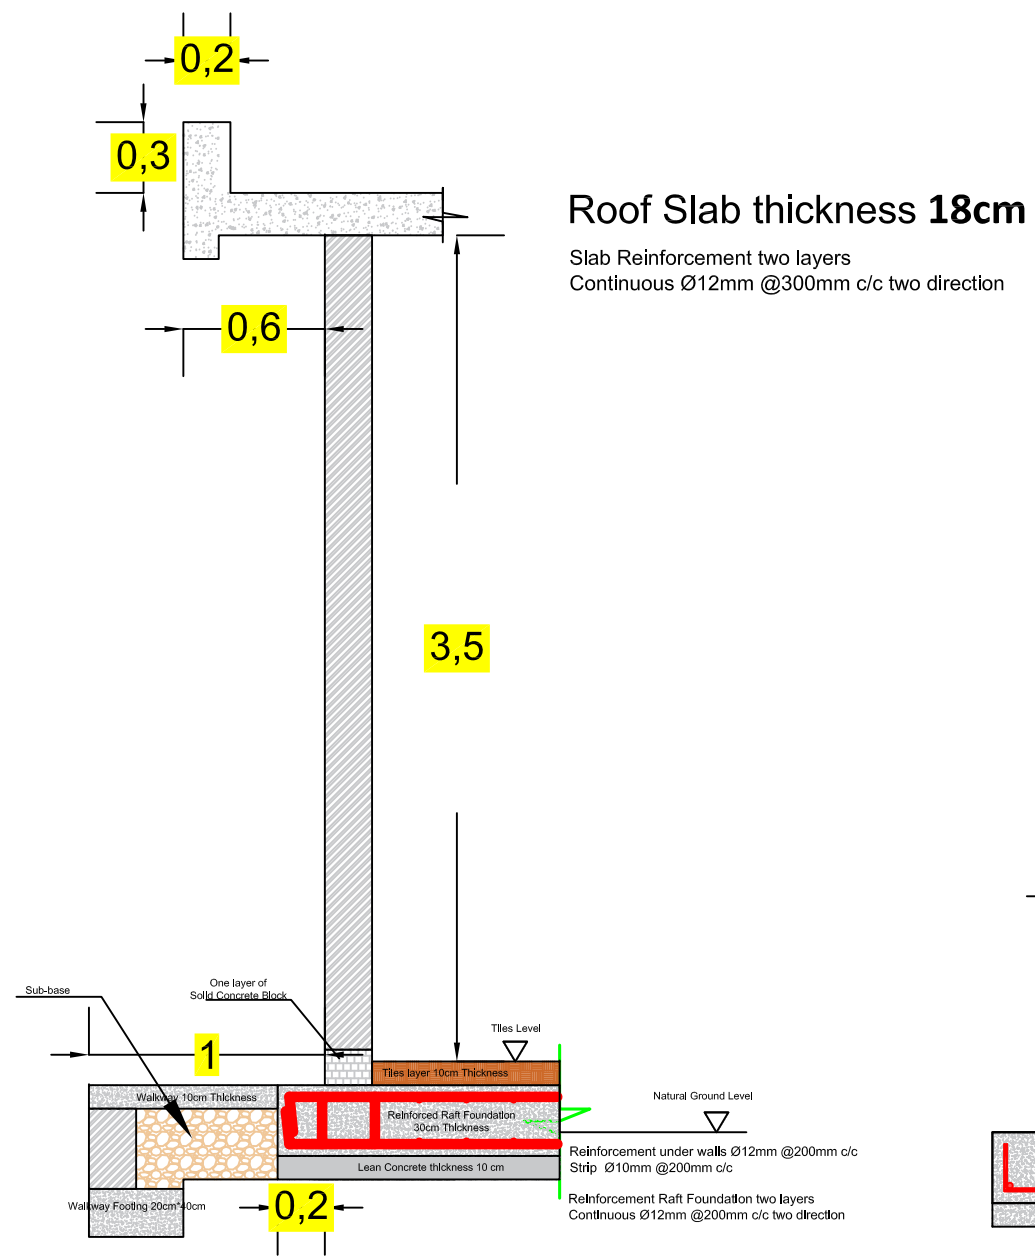 0,2
0,3
Roof Slab thickness 18cm
Slab Reinforcement two layers
Continuous Ø12mm @300mm c/c two direction
0,6
3,5
Sub-base
One layer of
Solid Concrete Block
1
Tiles Level
Tiles layer 10cm Thickness
Walkway 10cm Thickness
Natural Ground Level
Reinforced Raft Foundation
30cm Thickness
Reinforcement under walls Ø12mm @200mm c/c
Strip Ø10mm @200mm c/c
Lean Concrete thickness 10 cm
Walkway Footing 20cm*40cm
0,2
Reinforcement Raft Foundation two layers
Continuous Ø12mm @200mm c/c two direction